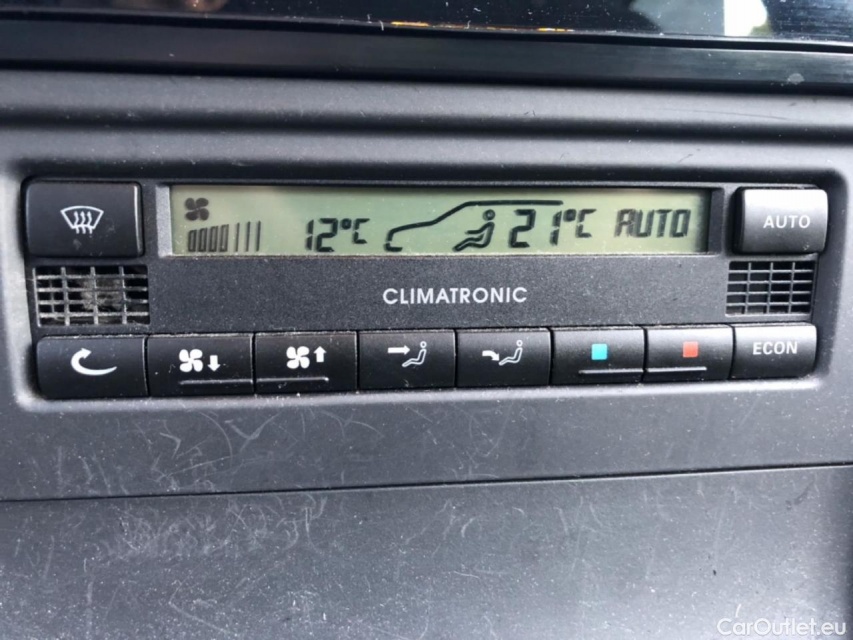 12°C 21°C AUTO
AUTO
CLIMATRONIC
ECON
CarOutlet.eu